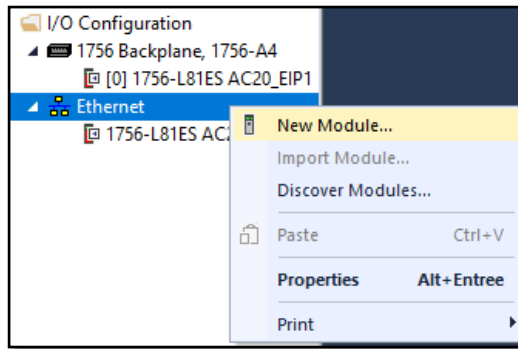 I/O Configuration
1756 Backplane, 1756-A4
[0] 1756-L81ES AC20_EIP1
Ethernet
1756-L81ES AC2
New Module...
Import Module...
Discover Modules...
Paste Ctrl+V
Properties Alt+Entree
Print